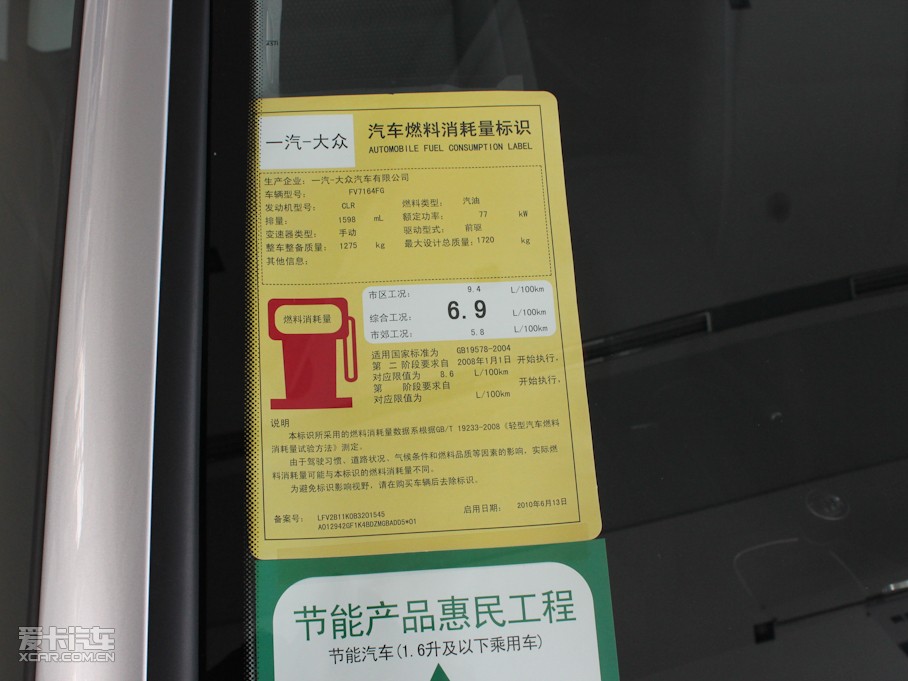 一汽-大众
汽车燃料消耗量标识
AUTOMOBILE FUEL CONSUMPTION LABEL
生产企业: 一汽-大众汽车有限公司
车辆型号: FV7164FG
发动机型号: CLR 燃料类型: 汽油
排量: 1598 mL 额定功率: 77 kW
变速器类型: 手动 驱动型式: 前驱
整车整备质量: 1275 kg 最大设计总质量: 1720 kg
其他信息:
燃料消耗量
市区工况: 9.4 L/100km
综合工况: 6.9 L/100km
市郊工况: 5.8 L/100km
适用国家标准为 GB19578-2004
第 二 阶段要求自 2008年1月1日 开始执行,
对应限值为 8.6 L/100km
第 阶段要求自 开始执行,
对应限值为 L/100km
说明
本标识所采用的燃料消耗量数据系根据GB/T 19233-2008《轻型汽车燃料
消耗量试验方法》测定。
由于驾驶习惯、道路状况、气候条件和燃料品质等因素的影响, 实际燃
料消耗量可能与本标识的燃料消耗量不同。
为避免标识影响视野, 请在购买车辆后去除标识。
备案号: LFV2B11K0B3201545
A012942GF1K4BDZMGBADD5*01
启用日期: 2010年6月13日
节能产品惠民工程
节能汽车(1.6升及以下乘用车)
爱卡汽车
XCAR.COM.CN